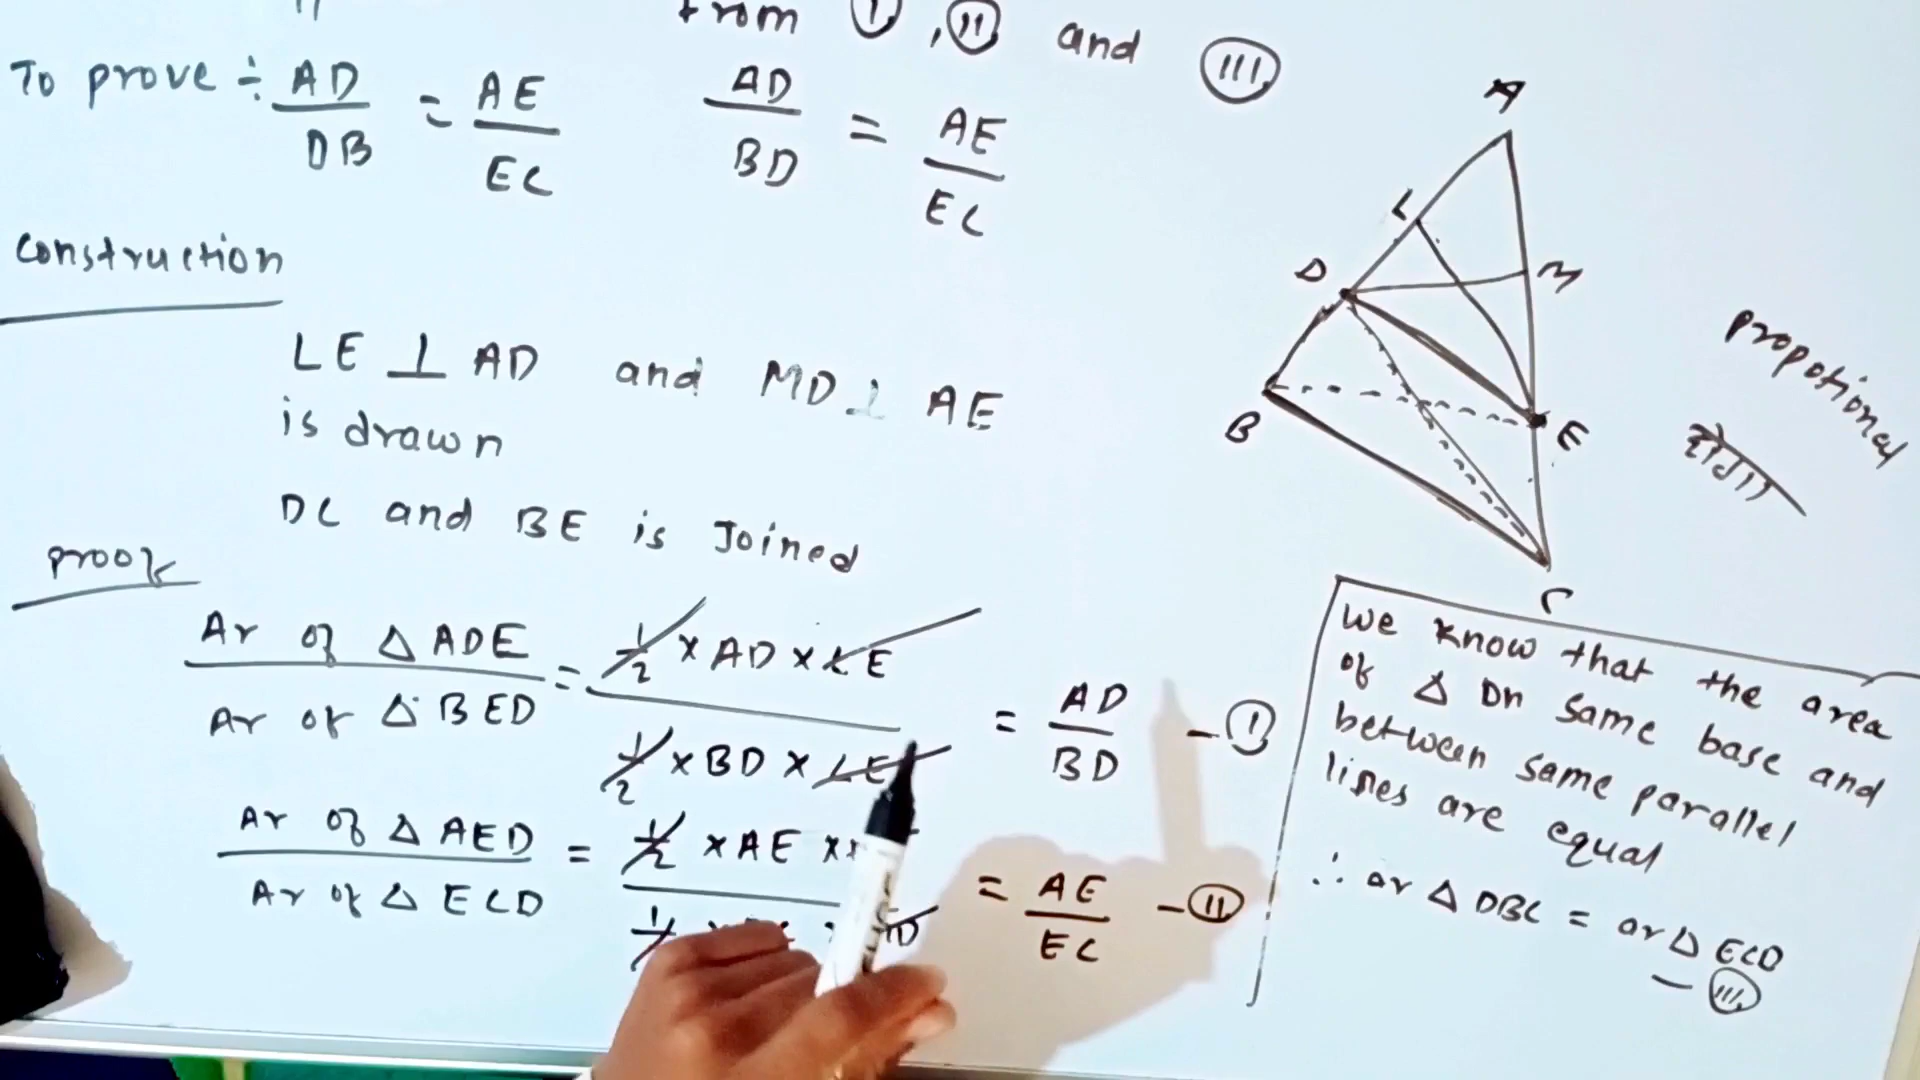 To prove ÷ AD/DB = AE/EC
from I, II and III
AD/BD = AE/EC
construction
LE ⊥ AD and MD ⊥ AE
is drawn
DC and BE is Joined
proof
Ar of △ ADE / Ar of △ BED = 1/2 × AD × LE / 1/2 × BD × LE = AD/BD - I
Ar of △ AED / Ar of △ ECD = 1/2 × AE × / 1/2 × = AE/EC - II
A
L
D
M
B
E
C
propotional
We know that the area
of △ On same base and
between same parallel
lines are equal
∴ ar △ DBC = ar △ ECD
- III